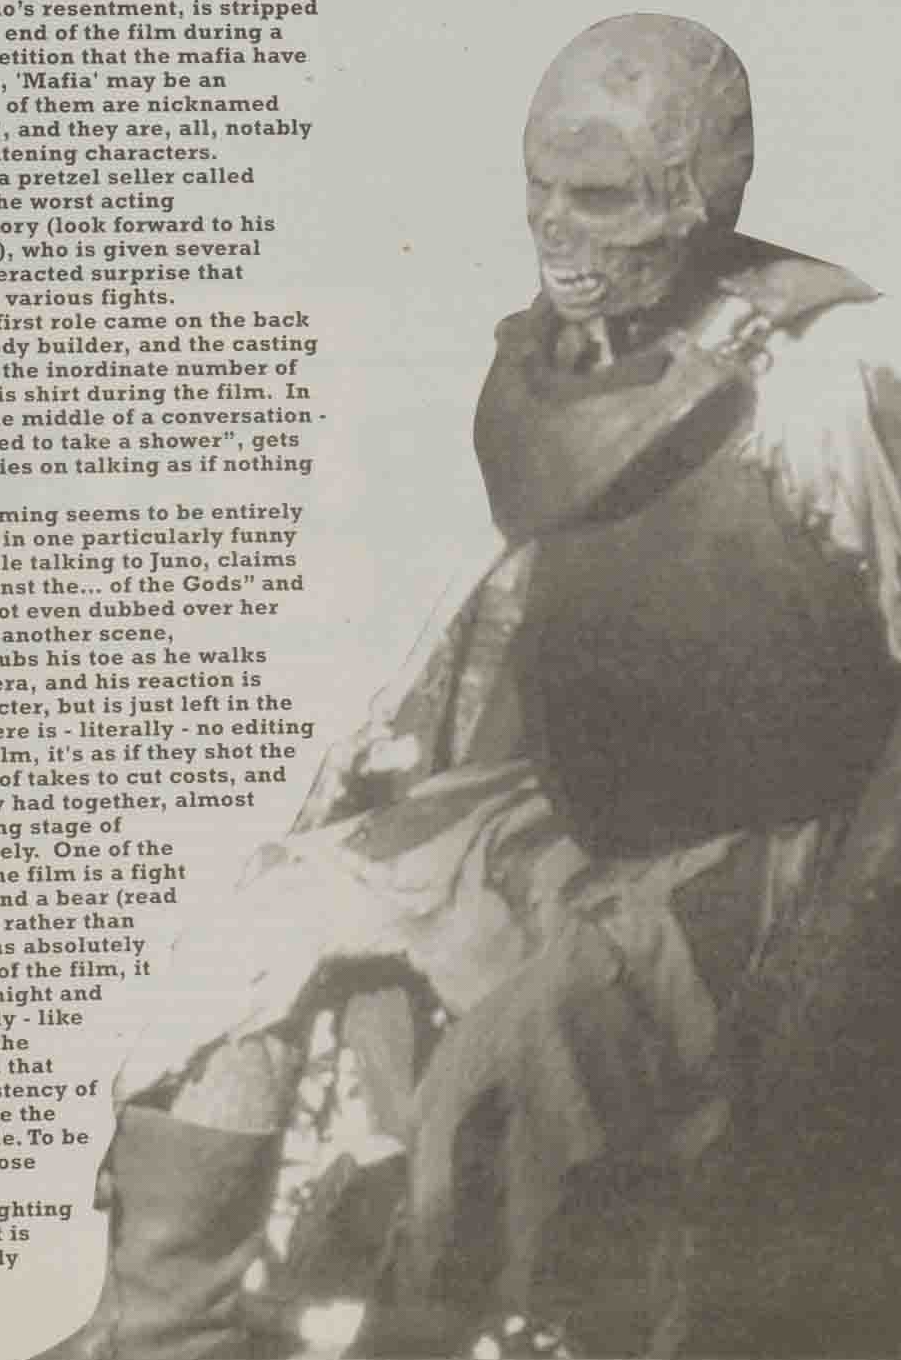 o's resentment, is stripped
end of the film during a
etition that the mafia have
, 'Mafia' may be an
of them are nicknamed
, and they are, all, notably
tening characters.
a pretzel seller called
he worst acting
ory (look forward to his
), who is given several
eracted surprise that
various fights.
first role came on the back
dy builder, and the casting
the inordinate number of
is shirt during the film. In
e middle of a conversation -
ed to take a shower”, gets
ies on talking as if nothing
ming seems to be entirely
in one particularly funny
le talking to Juno, claims
nst the... of the Gods” and
ot even dubbed over her
another scene,
ubs his toe as he walks
era, and his reaction is
cter, but is just left in the
ere is - literally - no editing
lm, it's as if they shot the
of takes to cut costs, and
y had together, almost
ng stage of
ely. One of the
he film is a fight
nd a bear (read
rather than
as absolutely
of the film, it
night and
ly - like
he
that
stency of
e the
e. To be
ose
ghting
t is
ly